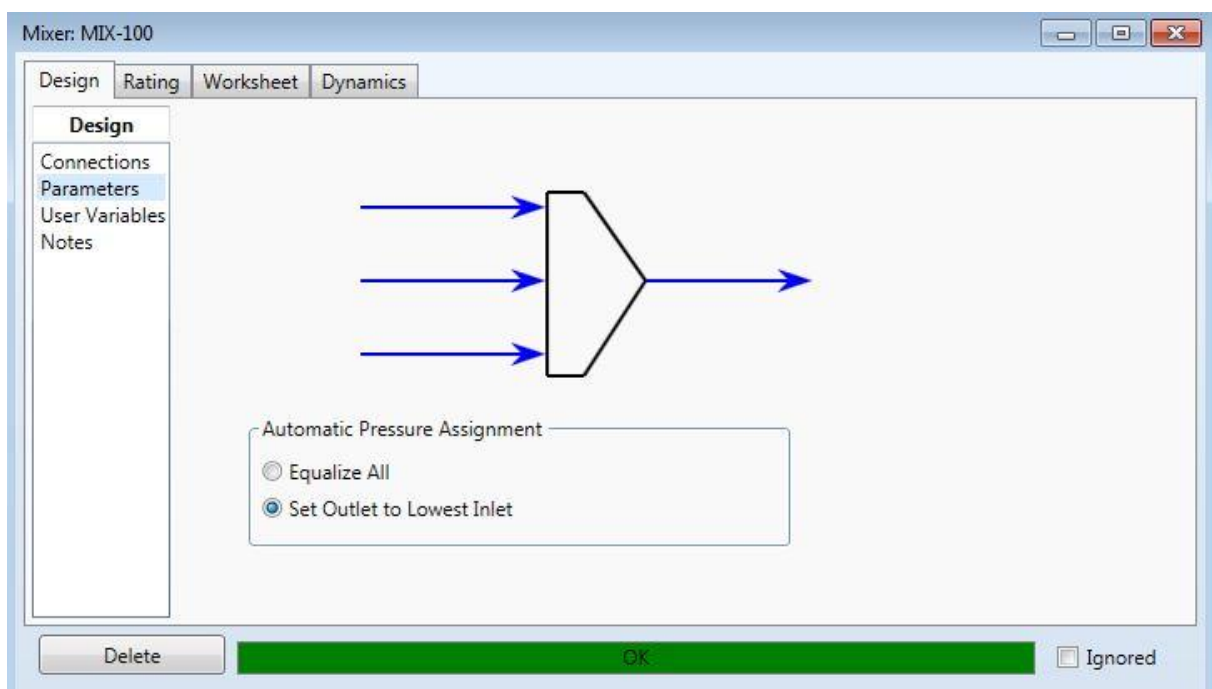 Mixer: MIX-100
Design Rating Worksheet Dynamics
Design
Connections
Parameters
User Variables
Notes
Automatic Pressure Assignment
Equalize All
Set Outlet to Lowest Inlet
Delete OK Ignored